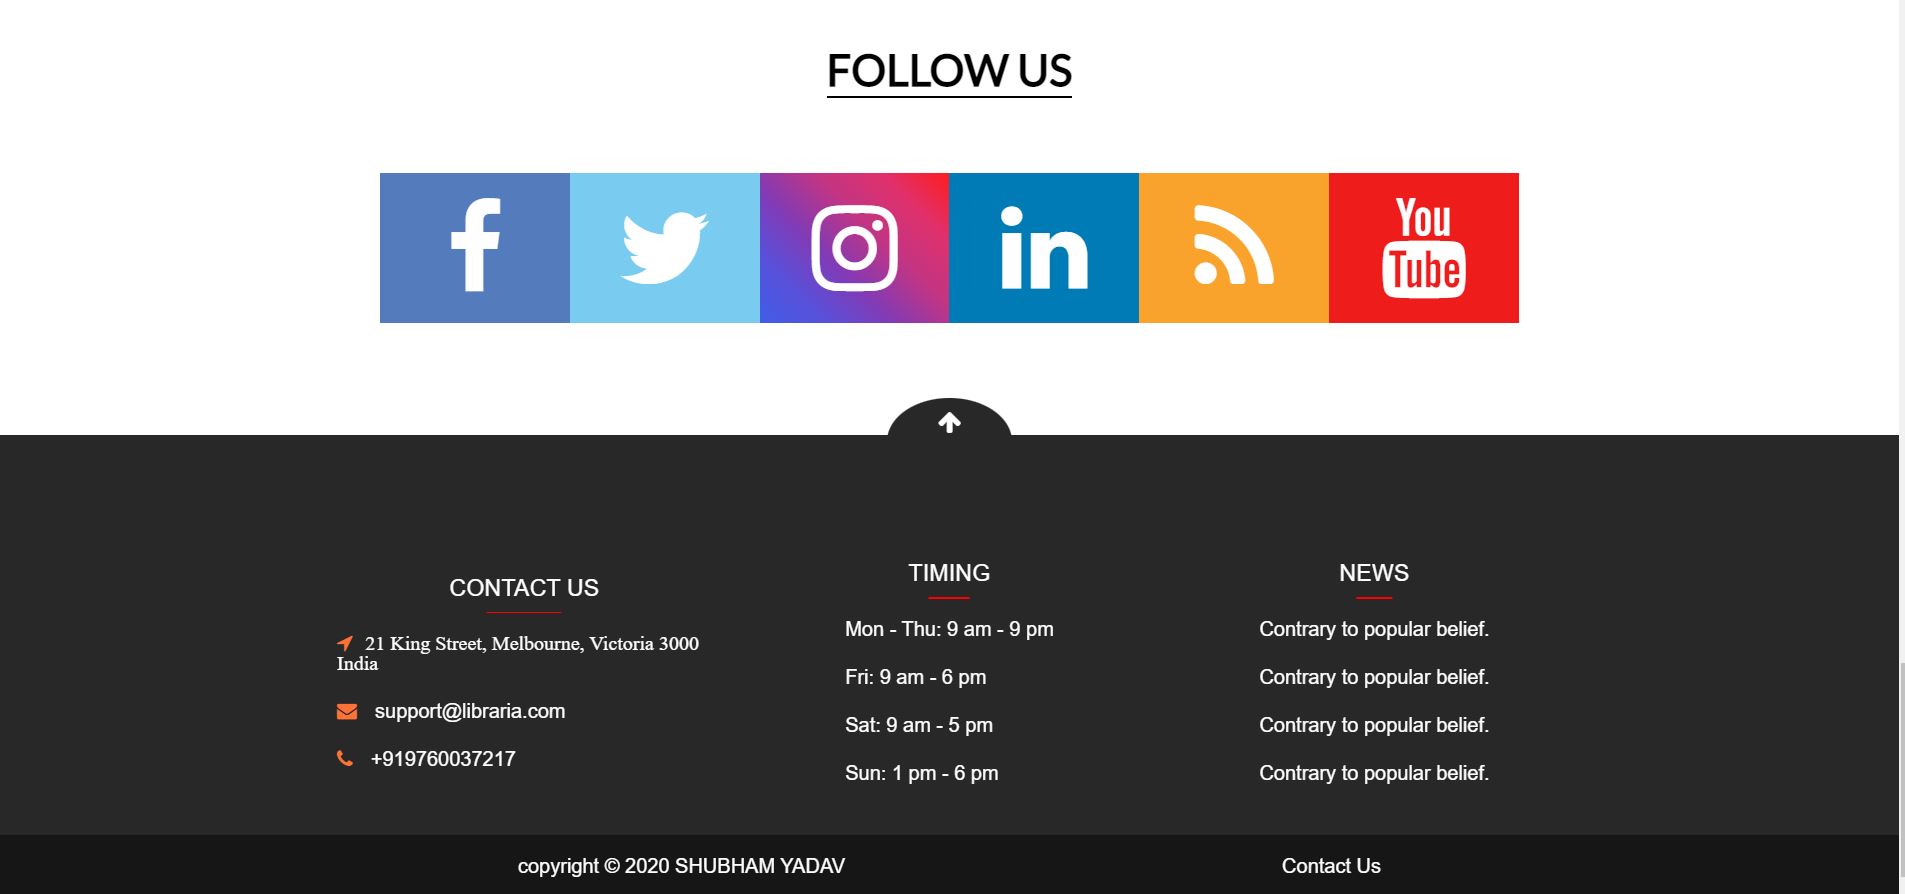 FOLLOW US
f
in
You
Tube
CONTACT US
21 King Street, Melbourne, Victoria 3000
India
support@libraria.com
+919760037217
TIMING
Mon - Thu: 9 am - 9 pm
Fri: 9 am - 6 pm
Sat: 9 am - 5 pm
Sun: 1 pm - 6 pm
NEWS
Contrary to popular belief.
Contrary to popular belief.
Contrary to popular belief.
Contrary to popular belief.
copyright © 2020 SHUBHAM YADAV
Contact Us